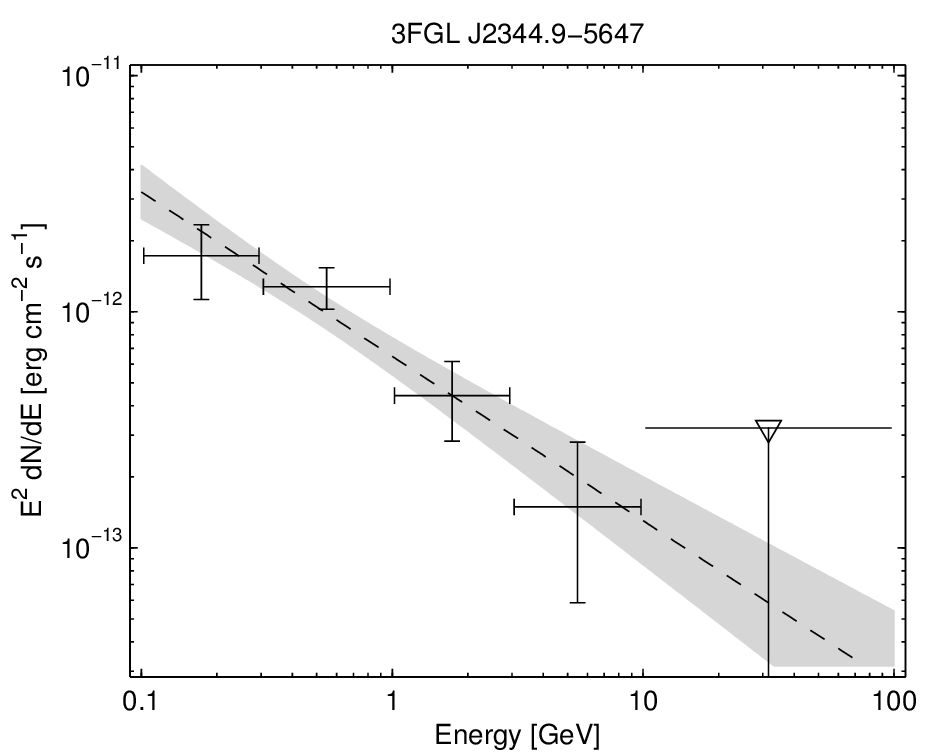 3FGL J2344.9−5647
10⁻¹¹
10⁻¹²
10⁻¹³
E² dN/dE [erg cm⁻² s⁻¹]
0.1 1 10 100
Energy [GeV]